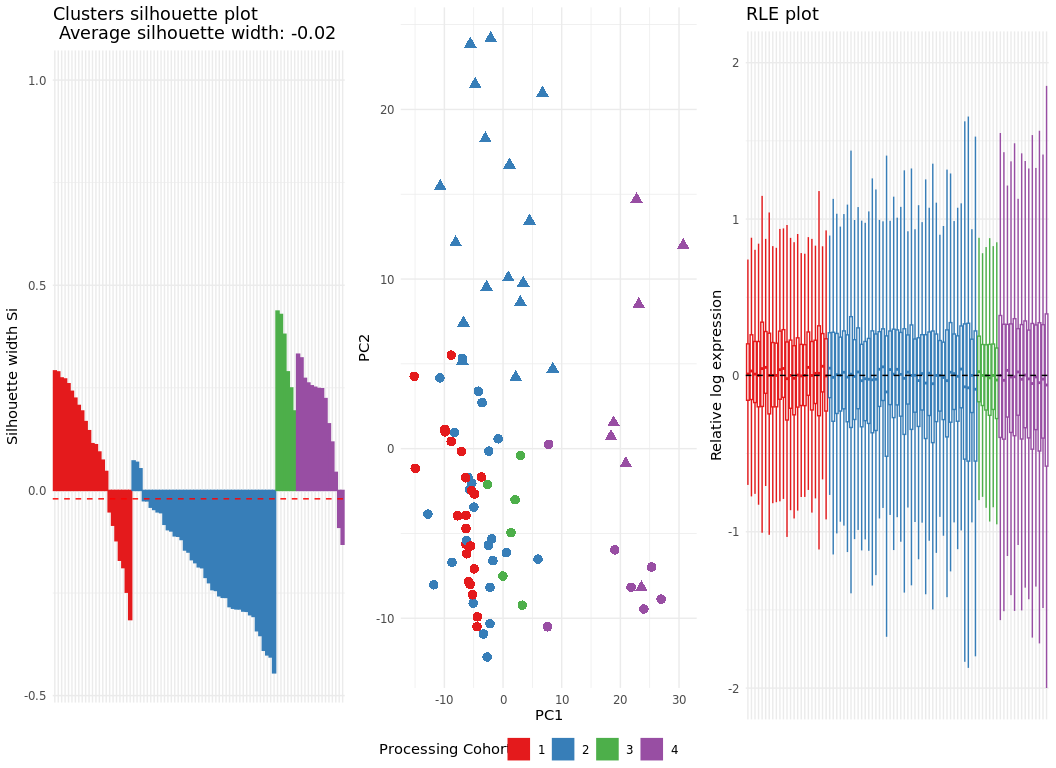 Clusters silhouette plot
Average silhouette width: -0.02
Silhouette width Si
1.0
0.5
0.0
-0.5
PC2
20
10
0
-10
-10 0 10 20 30
PC1
RLE plot
Relative log expression
2
1
0
-1
-2
Processing Cohort 1 2 3 4